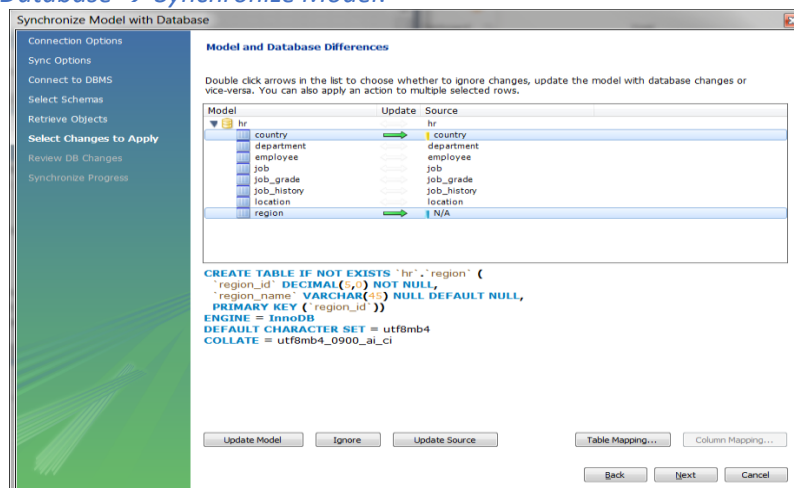 Database → Synchronize Model.
Synchronize Model with Database
Connection Options
Sync Options
Connect to DBMS
Select Schemas
Retrieve Objects
Select Changes to Apply
Review DB Changes
Synchronize Progress
Model and Database Differences
Double click arrows in the list to choose whether to ignore changes, update the model with database changes or
vice-versa. You can also apply an action to multiple selected rows.
Model Update Source
hr hr
country country
department department
employee employee
job job
job_grade job_grade
job_history job_history
location location
region N/A
CREATE TABLE IF NOT EXISTS `hr`.`region` (
`region_id` DECIMAL(5,0) NOT NULL,
`region_name` VARCHAR(45) NULL DEFAULT NULL,
PRIMARY KEY (`region_id`))
ENGINE = InnoDB
DEFAULT CHARACTER SET = utf8mb4
COLLATE = utf8mb4_0900_ai_ci
Update Model Ignore Update Source Table Mapping... Column Mapping...
Back Next Cancel